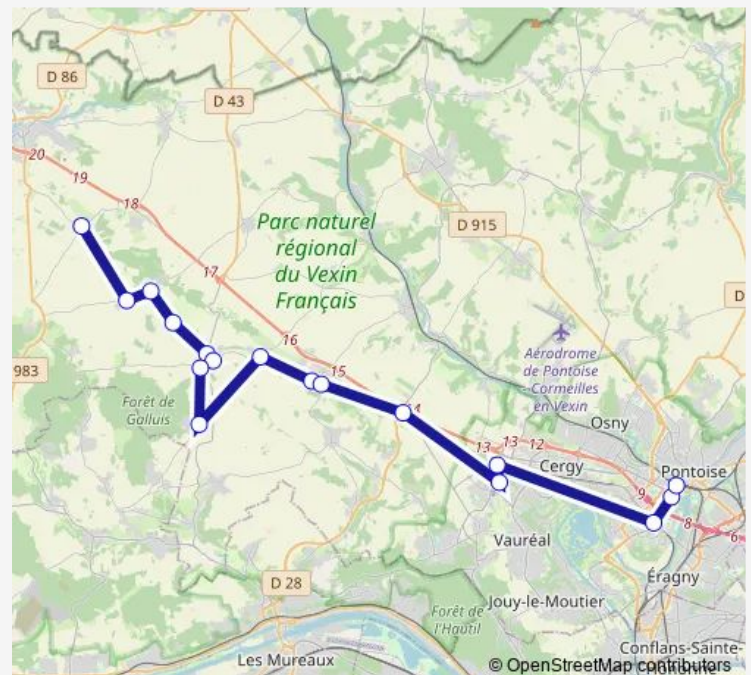 D 86
D 43
20
19
18
Parc naturel
régional
du Vexin
Français
D 915
17
D
16
Aérodrome
de Pontoise
- Cormeilles
en Vexin
983
15
Forêt de
Galluis
14
Osny
13
13
12
Cergy
Pontoise
9
8
6
Vauréal
Éragny
D 28
Jouy-le-Moutier
Forêt de
l'Hautil
Conflans-Sainte-
Honorine
Les Mureaux
© OpenStreetMap contributors